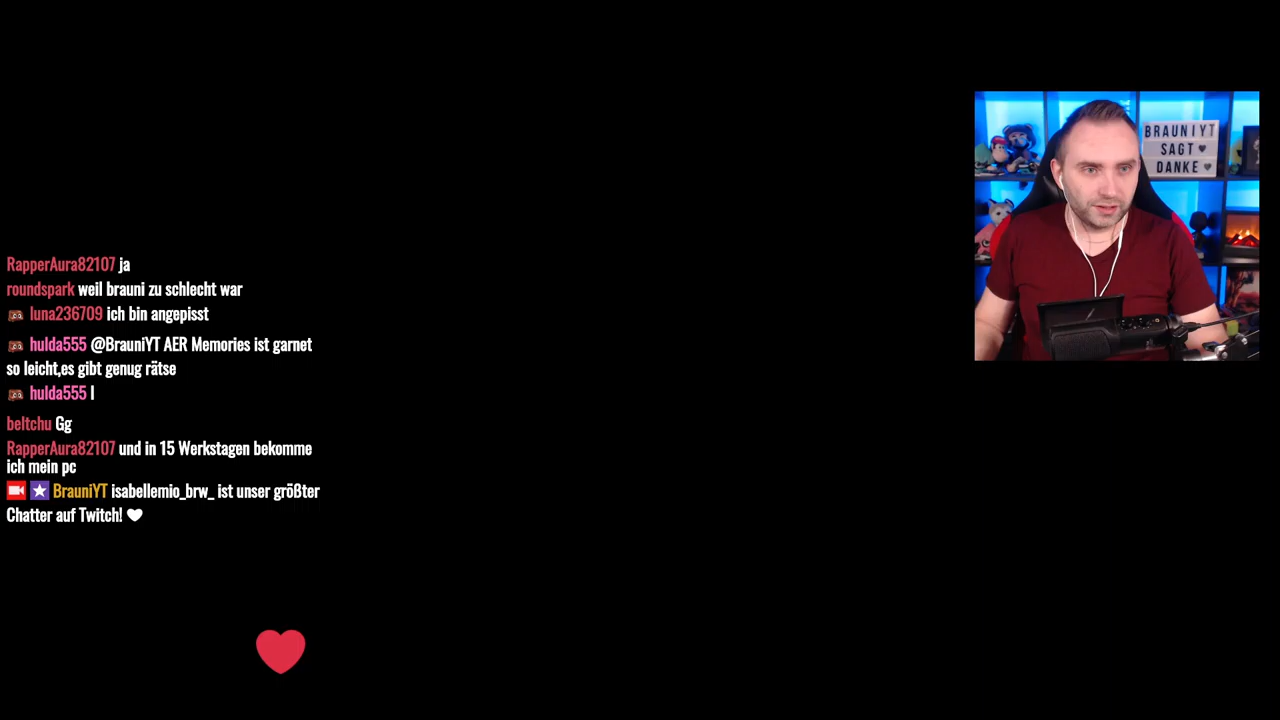 RapperAura82107 ja
roundspark weil brauni zu schlecht war
luna236709 ich bin angepisst
hulda555 @BrauniYT AER Memories ist garnet
so leicht,es gibt genug rätse
hulda555 l
beltchu Gg
RapperAura82107 und in 15 Werkstagen bekomme
ich mein pc
BrauniYT isabellemio_brw_ ist unser größter
Chatter auf Twitch!
BRAUNIYT
SAGT
DANKE